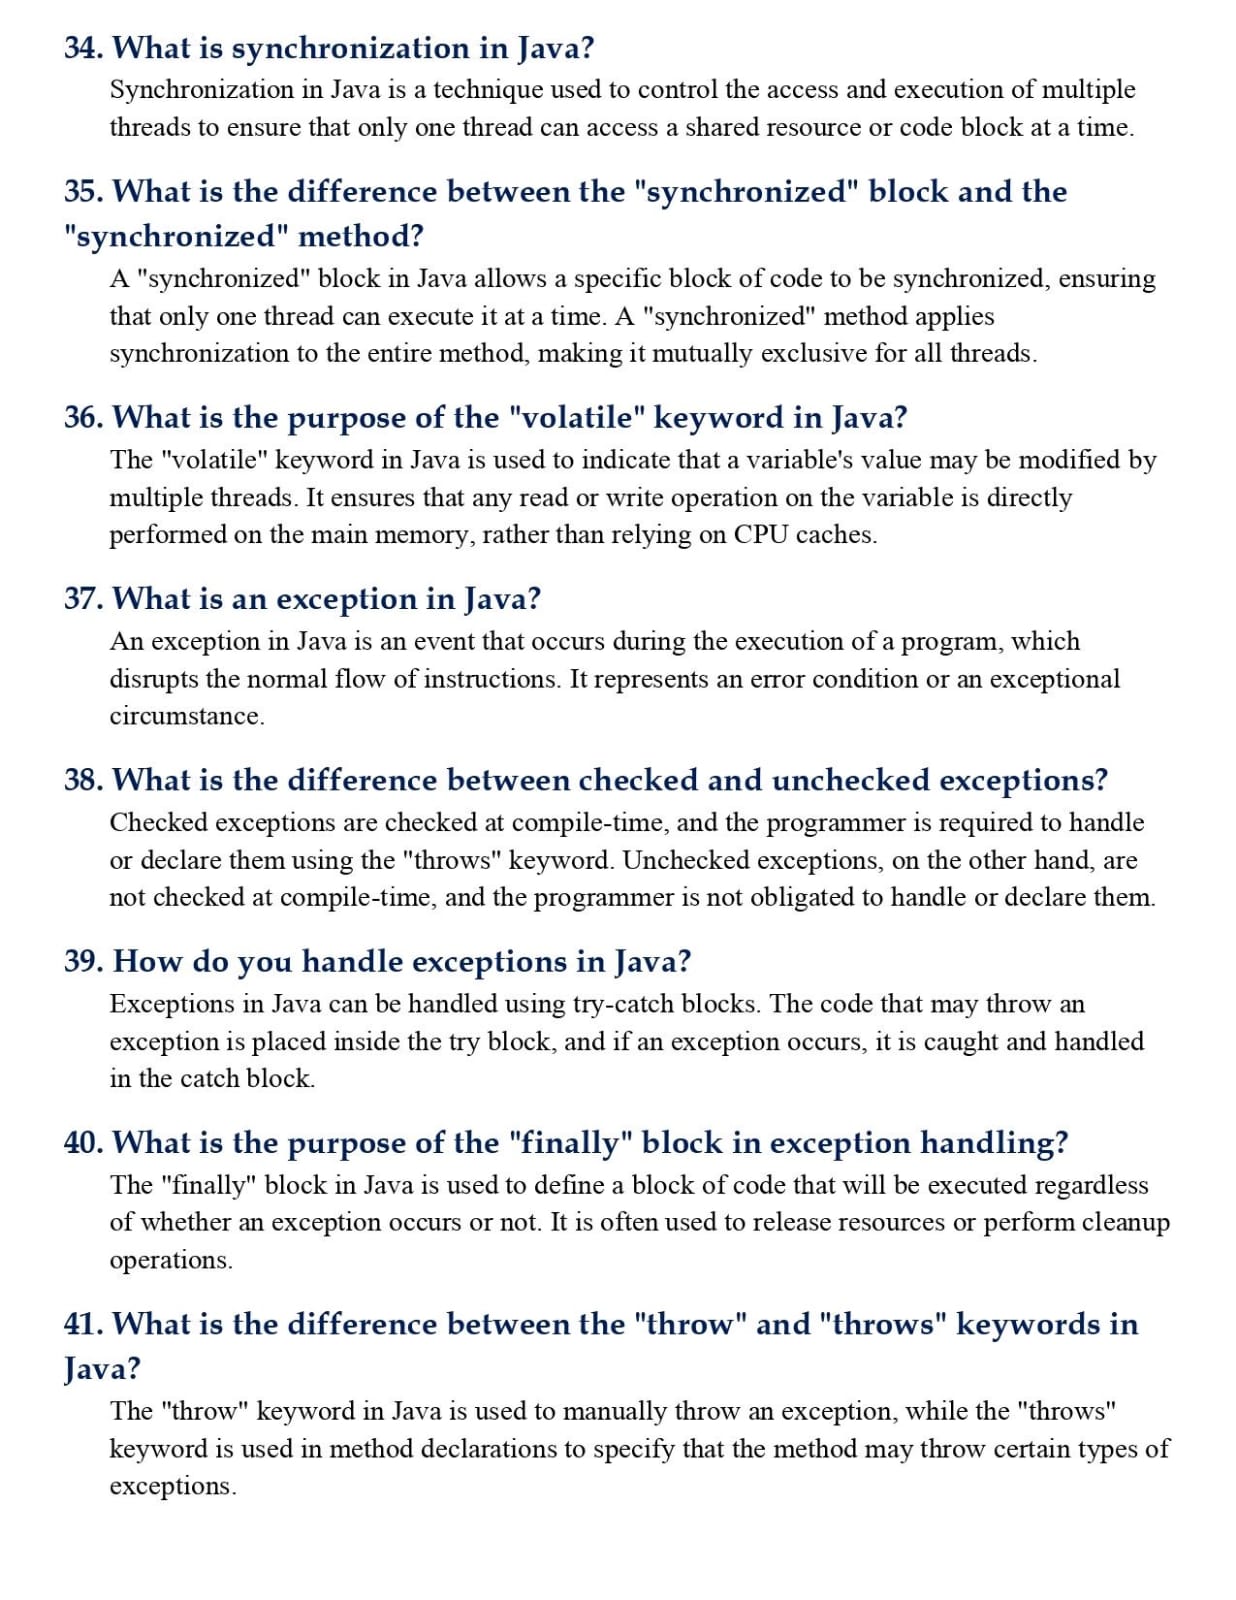 34. What is synchronization in Java?
Synchronization in Java is a technique used to control the access and execution of multiple
threads to ensure that only one thread can access a shared resource or code block at a time.
35. What is the difference between the "synchronized" block and the
"synchronized" method?
A "synchronized" block in Java allows a specific block of code to be synchronized, ensuring
that only one thread can execute it at a time. A "synchronized" method applies
synchronization to the entire method, making it mutually exclusive for all threads.
36. What is the purpose of the "volatile" keyword in Java?
The "volatile" keyword in Java is used to indicate that a variable's value may be modified by
multiple threads. It ensures that any read or write operation on the variable is directly
performed on the main memory, rather than relying on CPU caches.
37. What is an exception in Java?
An exception in Java is an event that occurs during the execution of a program, which
disrupts the normal flow of instructions. It represents an error condition or an exceptional
circumstance.
38. What is the difference between checked and unchecked exceptions?
Checked exceptions are checked at compile-time, and the programmer is required to handle
or declare them using the "throws" keyword. Unchecked exceptions, on the other hand, are
not checked at compile-time, and the programmer is not obligated to handle or declare them.
39. How do you handle exceptions in Java?
Exceptions in Java can be handled using try-catch blocks. The code that may throw an
exception is placed inside the try block, and if an exception occurs, it is caught and handled
in the catch block.
40. What is the purpose of the "finally" block in exception handling?
The "finally" block in Java is used to define a block of code that will be executed regardless
of whether an exception occurs or not. It is often used to release resources or perform cleanup
operations.
41. What is the difference between the "throw" and "throws" keywords in
Java?
The "throw" keyword in Java is used to manually throw an exception, while the "throws"
keyword is used in method declarations to specify that the method may throw certain types of
exceptions.